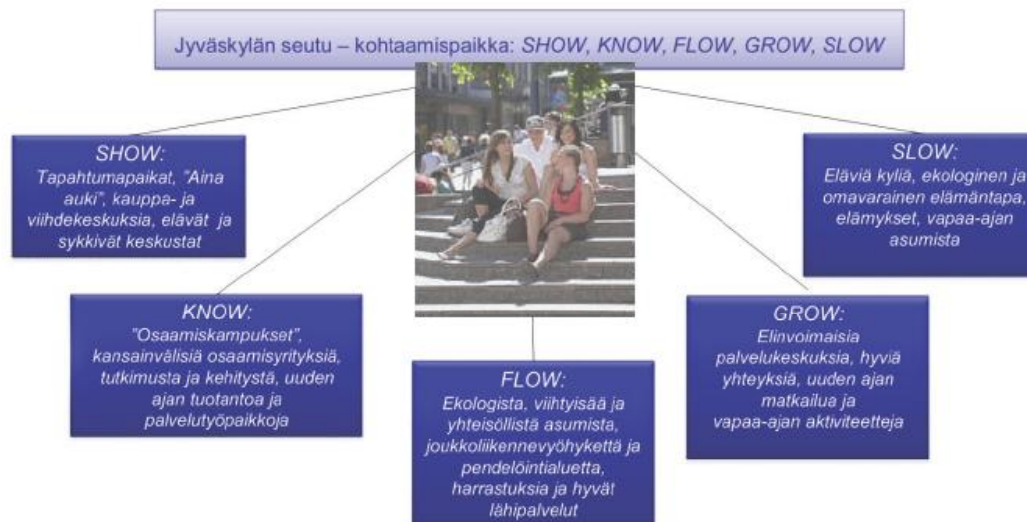 Jyväskylän seutu – kohtaamispaikka: SHOW, KNOW, FLOW, GROW, SLOW
SHOW:
Tapahtumapaikat, "Aina
auki", kauppa- ja
viihdekeskuksia, elävät ja
sykkivät keskustat
KNOW:
"Osaamiskampukset",
kansainvälisiä osaamisyrityksiä,
tutkimusta ja kehitystä, uuden
ajan tuotantoa ja
palvelutyöpaikkoja
FLOW:
Ekologista, viihtyisää ja
yhteisöllistä asumista,
joukkoliikennevyöhykettä ja
pendelöintialuetta,
harrastuksia ja hyvät
lähipalvelut
GROW:
Elinvoimaisia
palvelukeskuksia, hyviä
yhteyksiä, uuden ajan
matkailua ja
vapaa-ajan aktiviteetteja
SLOW:
Eläviä kyliä, ekologinen ja
omavarainen elämäntapa,
elämykset, vapaa-ajan
asumista